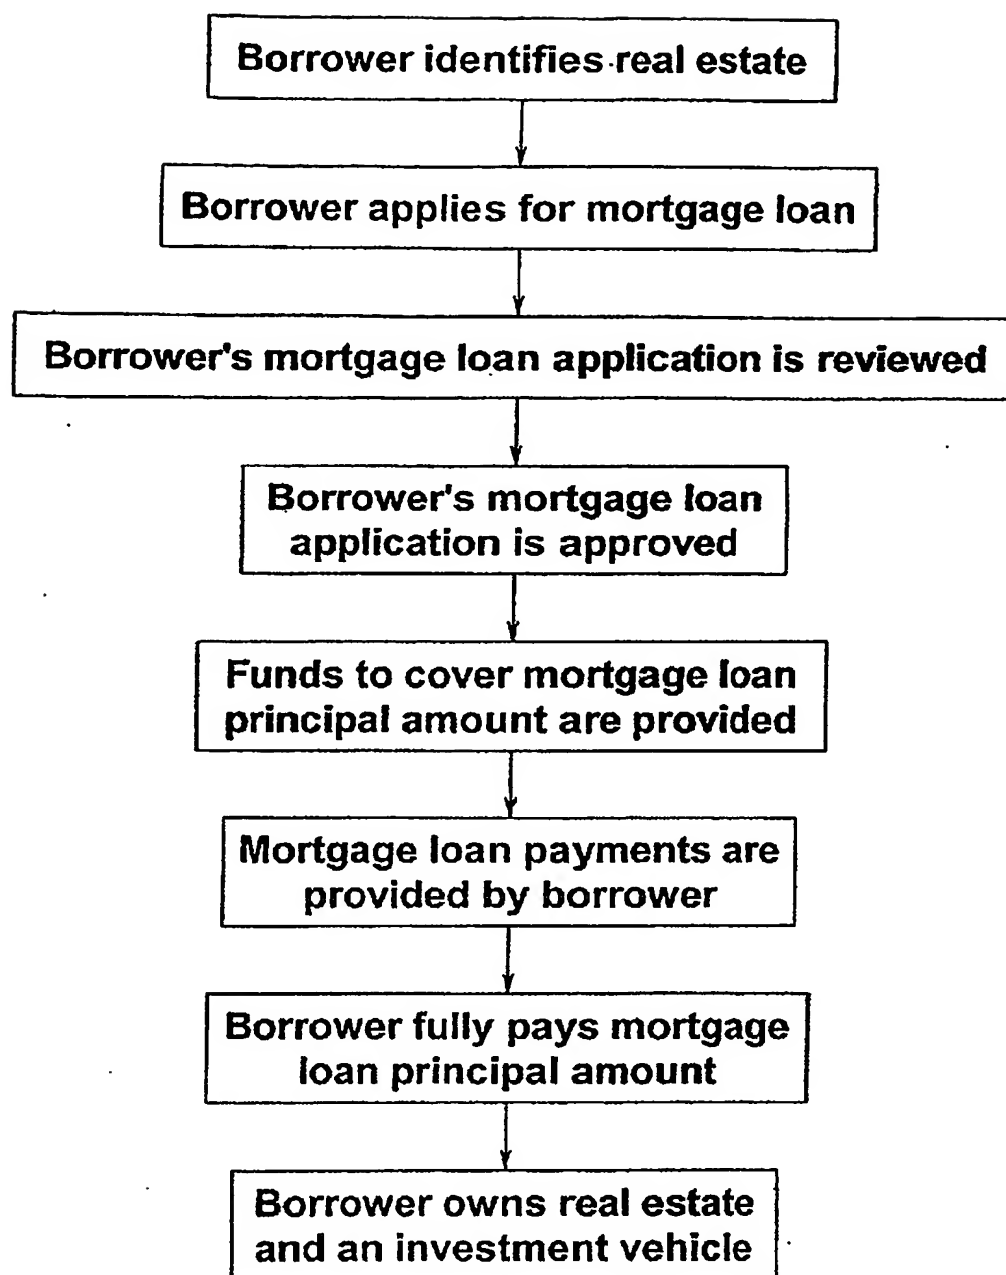 Borrower identifies real estate
Borrower applies for mortgage loan
Borrower's mortgage loan application is reviewed
Borrower's mortgage loan
application is approved
Funds to cover mortgage loan
principal amount are provided
Mortgage loan payments are
provided by borrower
Borrower fully pays mortgage
loan principal amount
Borrower owns real estate
and an investment vehicle